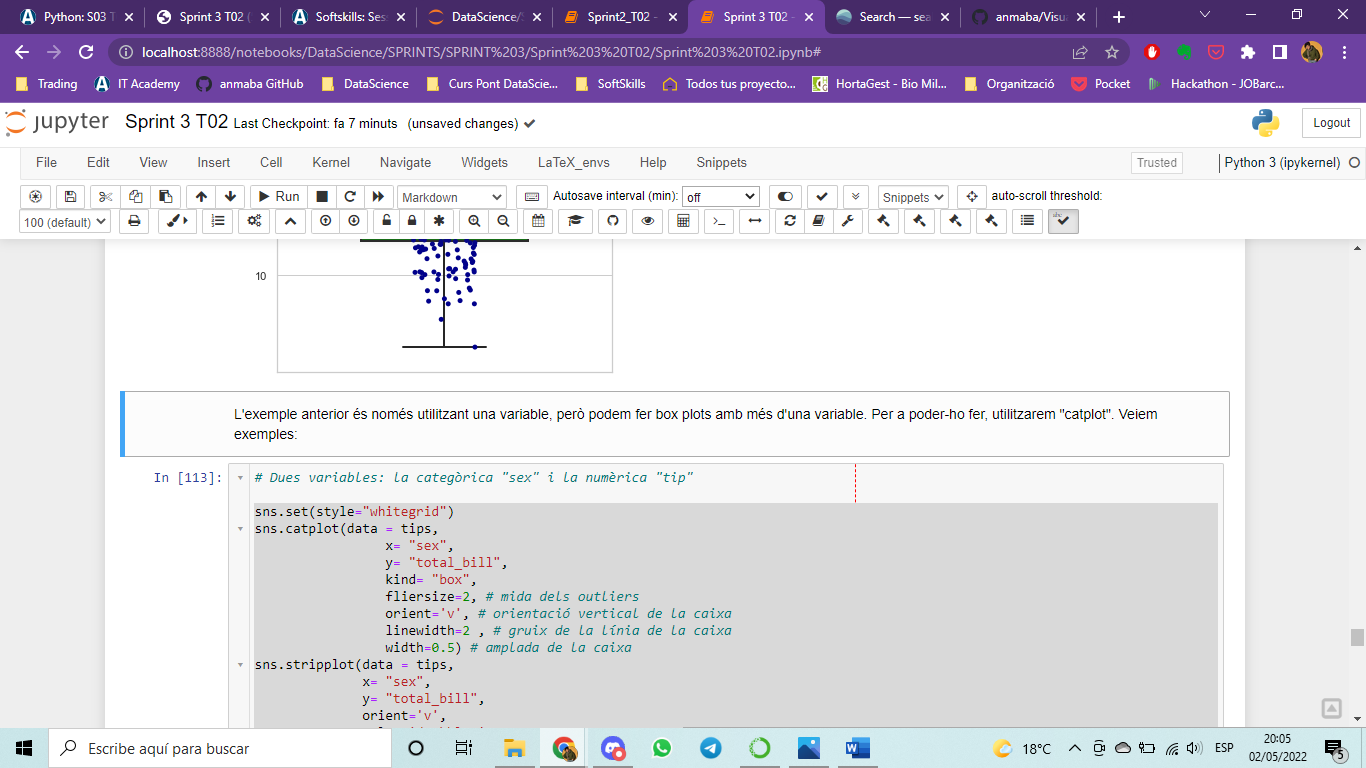 Python: S03 T
Sprint 3 T02 (
Softskills: Ses
DataScience/S
Sprint2_T02 -
Sprint 3 T02 -
Search — sea
anmaba/Visua
localhost:8888/notebooks/DataScience/SPRINTS/SPRINT%203/Sprint%203%20T02/Sprint%203%20T02.ipynb#
Trading
IT Academy
anmaba GitHub
DataScience
Curs Pont DataScie...
SoftSkills
Todos tus proyecto...
HortaGest - Bio Mil...
Organització
Pocket
Hackathon - JOBarc...
jupyter Sprint 3 T02 Last Checkpoint: fa 7 minuts (unsaved changes)
Logout
File Edit View Insert Cell Kernel Navigate Widgets LaTeX_envs Help Snippets
Trusted
Python 3 (ipykernel)
Run
Markdown
Autosave interval (min): off
Snippets
auto-scroll threshold:
100 (default)
abc
10
L'exemple anterior és només utilitzant una variable, però podem fer box plots amb més d'una variable. Per a poder-ho fer, utilitzarem "catplot". Veiem
exemples:
In [113]:
# Dues variables: la categòrica "sex" i la numèrica "tip"
sns.set(style="whitegrid")
sns.catplot(data = tips,
x= "sex",
y= "total_bill",
kind= "box",
fliersize=2, # mida dels outliers
orient='v', # orientació vertical de la caixa
linewidth=2 , # gruix de la línia de la caixa
width=0.5) # amplada de la caixa
sns.stripplot(data = tips,
x= "sex",
y= "total_bill",
orient='v',
Escribe aquí para buscar
18°C
ESP
20:05
02/05/2022
5